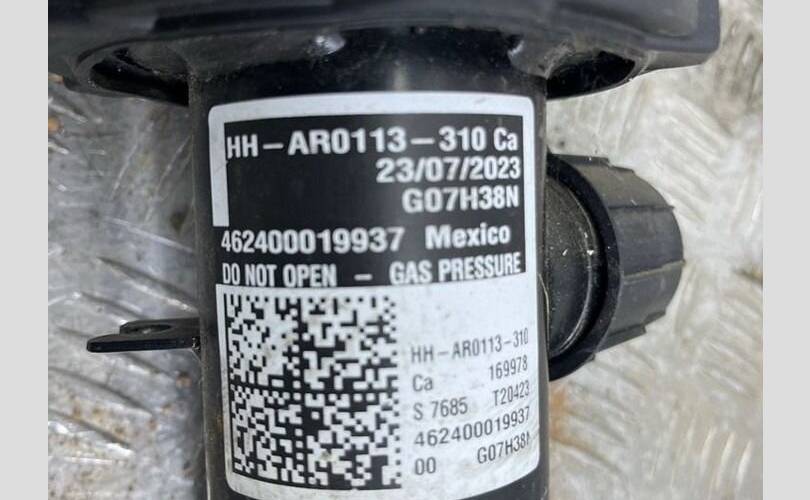 HH-AR0113-310 Ca
23/07/2023
G07H38N
462400019937 Mexico
DO NOT OPEN - GAS PRESSURE
HH-AR0113-310
Ca 169978
S 7685 T20423
462400019937
00 G07H38N